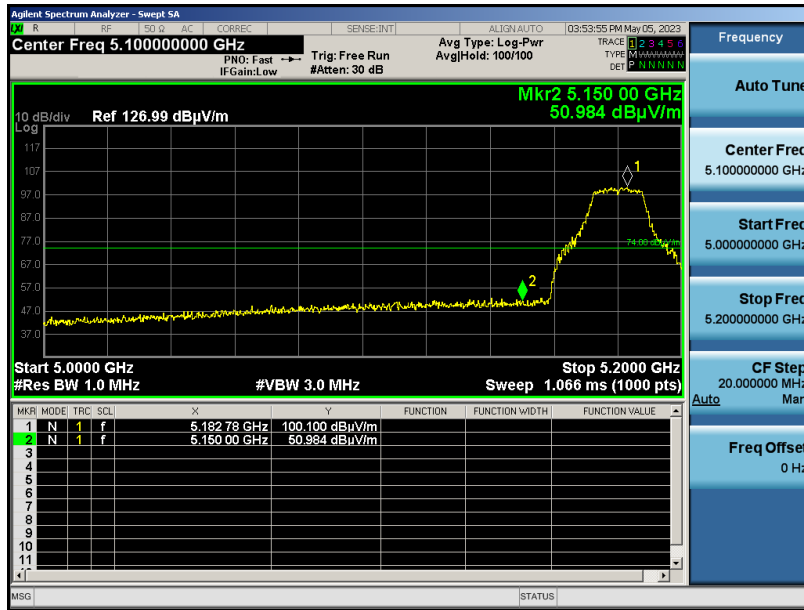 Agilent Spectrum Analyzer - Swept SA
LXI R RF 50 Ω AC CORREC SENSE:INT ALIGN AUTO 03:53:55 PM May 05, 2023
Center Freq 5.100000000 GHz
PNO: Fast
IFGain:Low
Trig: Free Run
#Atten: 30 dB
Avg Type: Log-Pwr
Avg|Hold: 100/100
TRACE 1 2 3 4 5 6
TYPE M
DET P N N N N N
Mkr2 5.150 00 GHz
50.984 dBµV/m
10 dB/div Ref 126.99 dBµV/m
Log
117
107
97.0
87.0
77.0
67.0
57.0
47.0
37.0
1
74.00 dBµV/m
2
Start 5.0000 GHz Stop 5.2000 GHz
#Res BW 1.0 MHz #VBW 3.0 MHz Sweep 1.066 ms (1000 pts)
MKR MODE TRC SCL X Y FUNCTION FUNCTION WIDTH FUNCTION VALUE
1 N 1 f 5.182 78 GHz 100.100 dBµV/m
2 N 1 f 5.150 00 GHz 50.984 dBµV/m
3
4
5
6
7
8
9
10
11
MSG STATUS
Frequency
Auto Tune
Center Freq
5.100000000 GHz
Start Freq
5.000000000 GHz
Stop Freq
5.200000000 GHz
CF Step
20.000000 MHz
Auto Man
Freq Offset
0 Hz